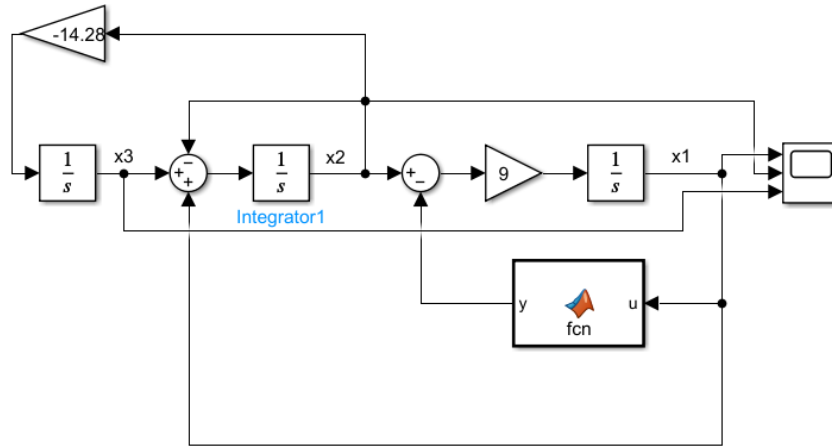 -14.28
1
s
x3
−
+
+
1
s
x2
Integrator1
+
−
9
1
s
x1
y
u
fcn